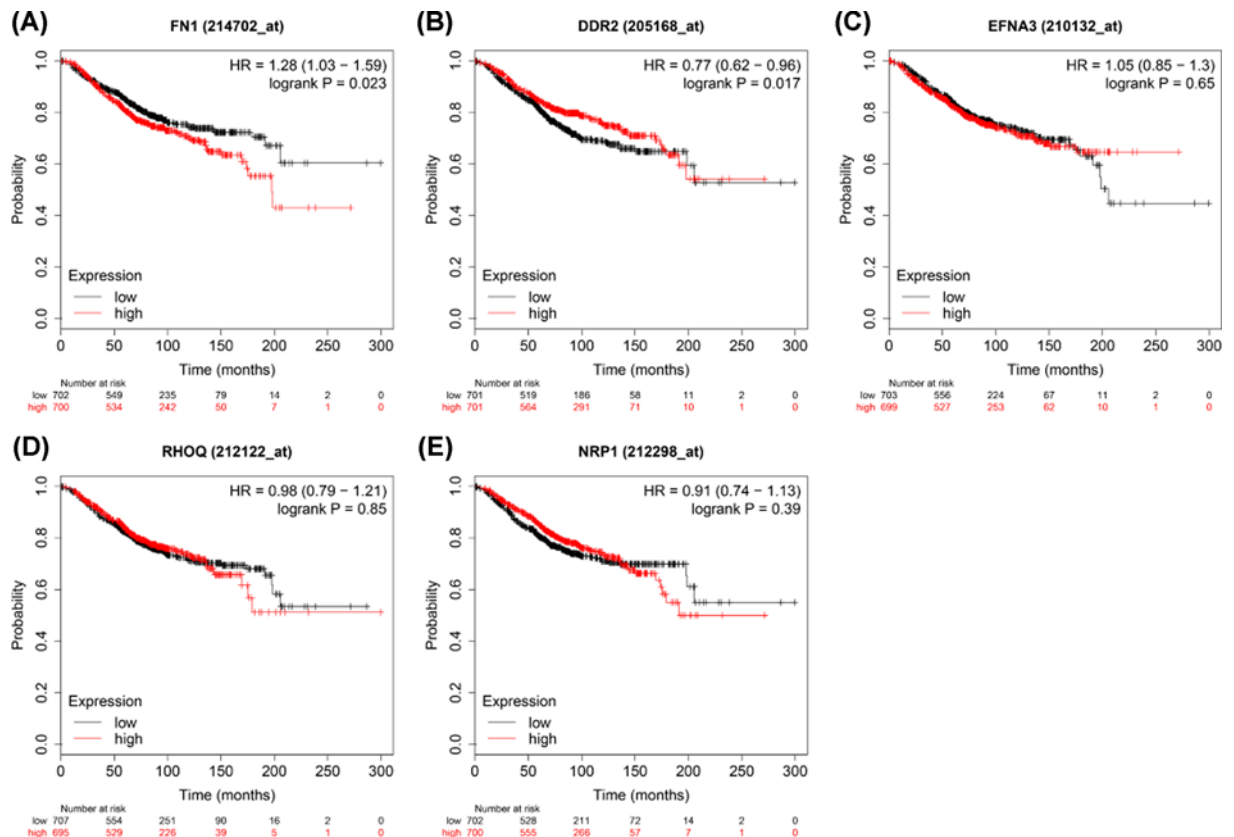 (A)
FN1 (214702_at)
HR = 1.28 (1.03 − 1.59)
logrank P = 0.023
Probability
1.0
0.8
0.6
0.4
0.2
0.0
Expression
low
high
0 50 100 150 200 250 300
Time (months)
Number at risk
low 702 549 235 79 14 2 0
high 700 534 242 50 7 1 0
(B)
DDR2 (205168_at)
HR = 0.77 (0.62 − 0.96)
logrank P = 0.017
Probability
1.0
0.8
0.6
0.4
0.2
0.0
Expression
low
high
0 50 100 150 200 250 300
Time (months)
Number at risk
low 701 519 186 58 11 2 0
high 701 564 291 71 10 1 0
(C)
EFNA3 (210132_at)
HR = 1.05 (0.85 − 1.3)
logrank P = 0.65
Probability
1.0
0.8
0.6
0.4
0.2
0.0
Expression
low
high
0 50 100 150 200 250 300
Time (months)
Number at risk
low 703 556 224 67 11 2 0
high 699 527 253 62 10 1 0
(D)
RHOQ (212122_at)
HR = 0.98 (0.79 − 1.21)
logrank P = 0.85
Probability
1.0
0.8
0.6
0.4
0.2
0.0
Expression
low
high
0 50 100 150 200 250 300
Time (months)
Number at risk
low 707 554 251 90 16 2 0
high 695 529 226 39 5 1 0
(E)
NRP1 (212298_at)
HR = 0.91 (0.74 − 1.13)
logrank P = 0.39
Probability
1.0
0.8
0.6
0.4
0.2
0.0
Expression
low
high
0 50 100 150 200 250 300
Time (months)
Number at risk
low 702 528 211 72 14 2 0
high 700 555 266 57 7 1 0